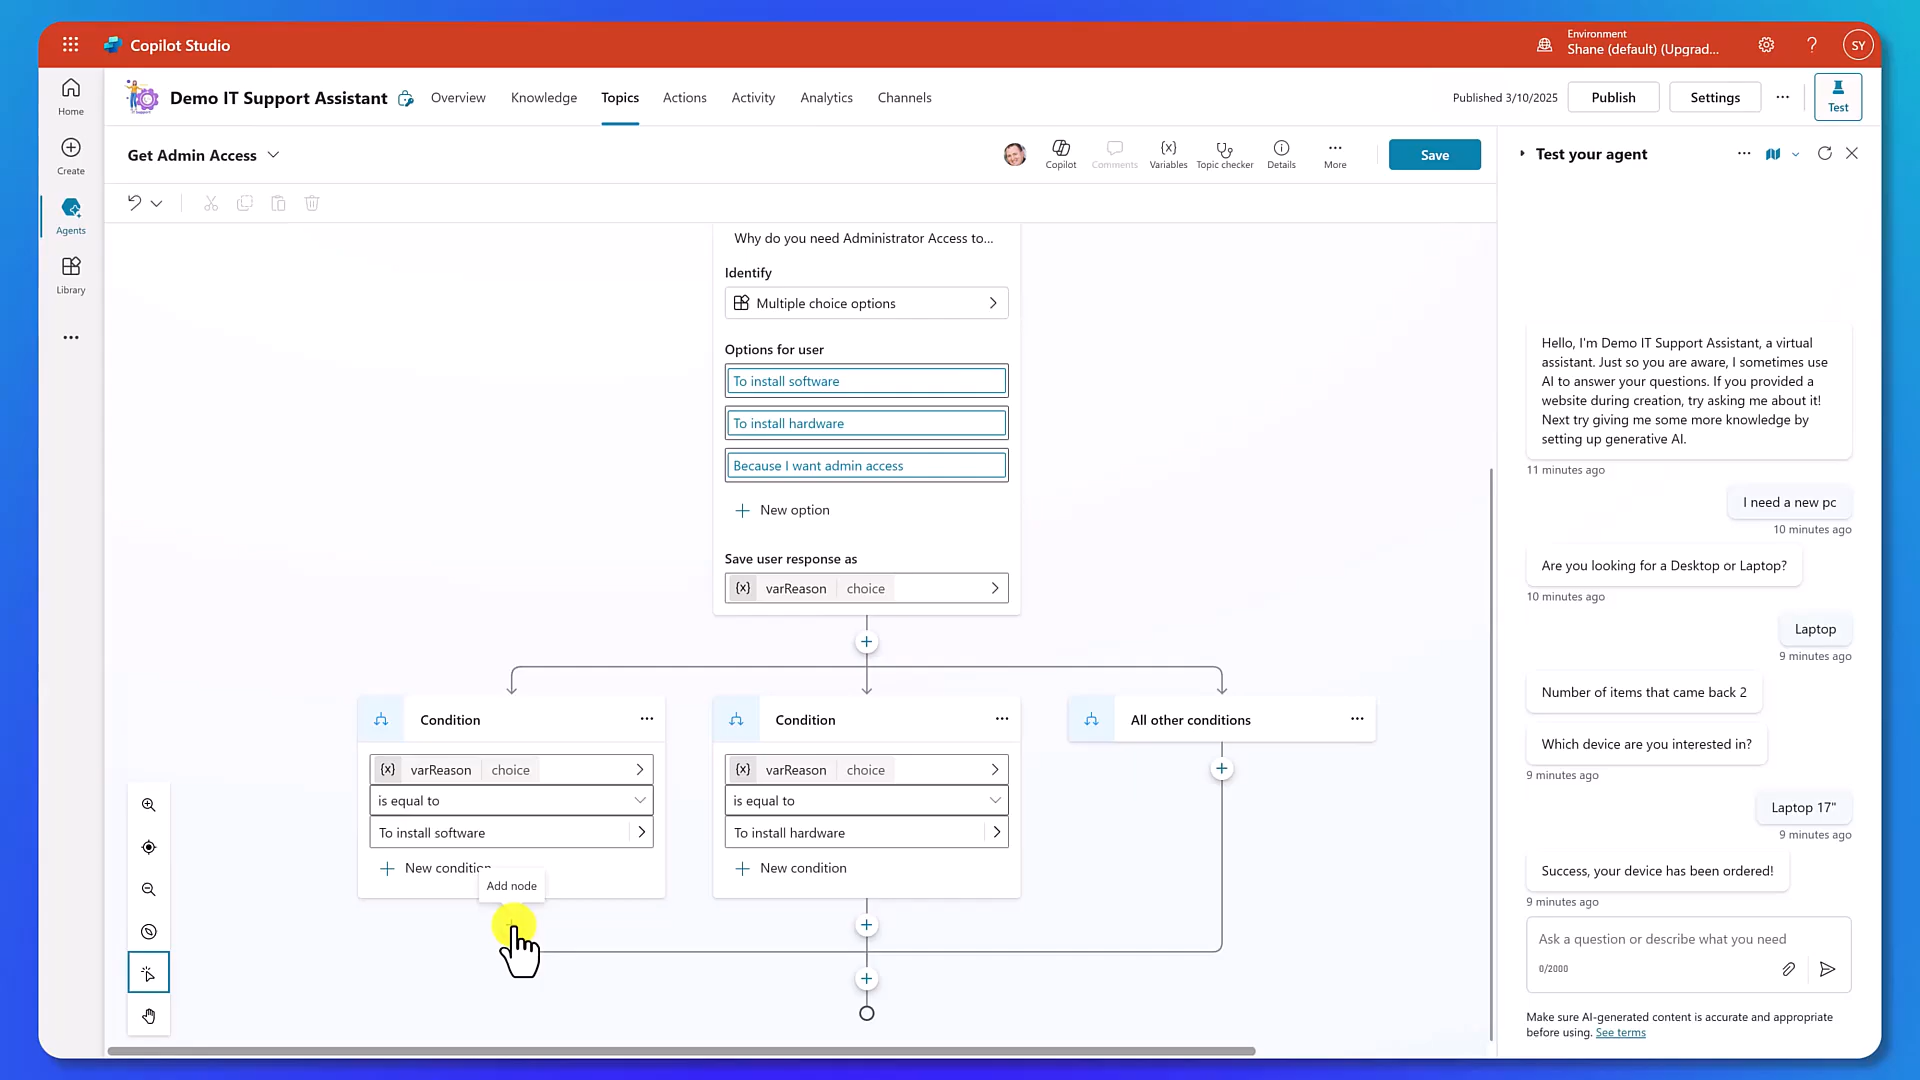 Copilot Studio
Environment
Shane (default) (Upgrad...
SY
Home
Create
Agents
Library
Demo IT Support Assistant
Overview
Knowledge
Topics
Actions
Activity
Analytics
Channels
Published 3/10/2025
Publish
Settings
Test
Get Admin Access
Copilot
Comments
Variables
Topic checker
Details
More
Save
Why do you need Administrator Access to...
Identify
Multiple choice options
Options for user
To install software
To install hardware
Because I want admin access
New option
Save user response as
{x} varReason choice
Condition
{x} varReason choice
is equal to
To install software
New condition
Add node
Condition
{x} varReason choice
is equal to
To install hardware
New condition
All other conditions
Test your agent
Hello, I'm Demo IT Support Assistant, a virtual
assistant. Just so you are aware, I sometimes use
AI to answer your questions. If you provided a
website during creation, try asking me about it!
Next try giving me some more knowledge by
setting up generative AI.
11 minutes ago
I need a new pc
10 minutes ago
Are you looking for a Desktop or Laptop?
10 minutes ago
Laptop
9 minutes ago
Number of items that came back 2
Which device are you interested in?
9 minutes ago
Laptop 17"
9 minutes ago
Success, your device has been ordered!
9 minutes ago
Ask a question or describe what you need
0/2000
Make sure AI-generated content is accurate and appropriate
before using. See terms